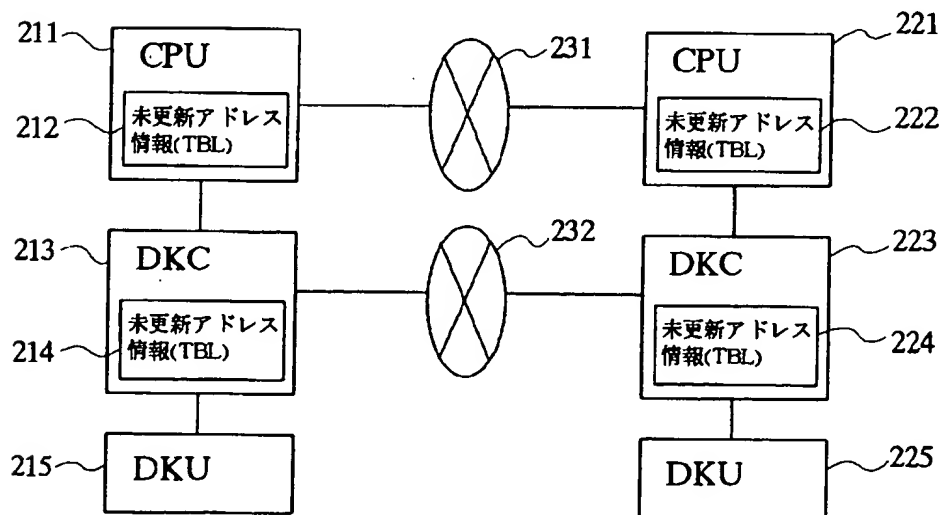 211
CPU
212
未更新アドレス
情報(TBL)
231
221
CPU
未更新アドレス
情報(TBL)
222
213
DKC
214
未更新アドレス
情報(TBL)
232
223
DKC
未更新アドレス
情報(TBL)
224
215
DKU
DKU
225